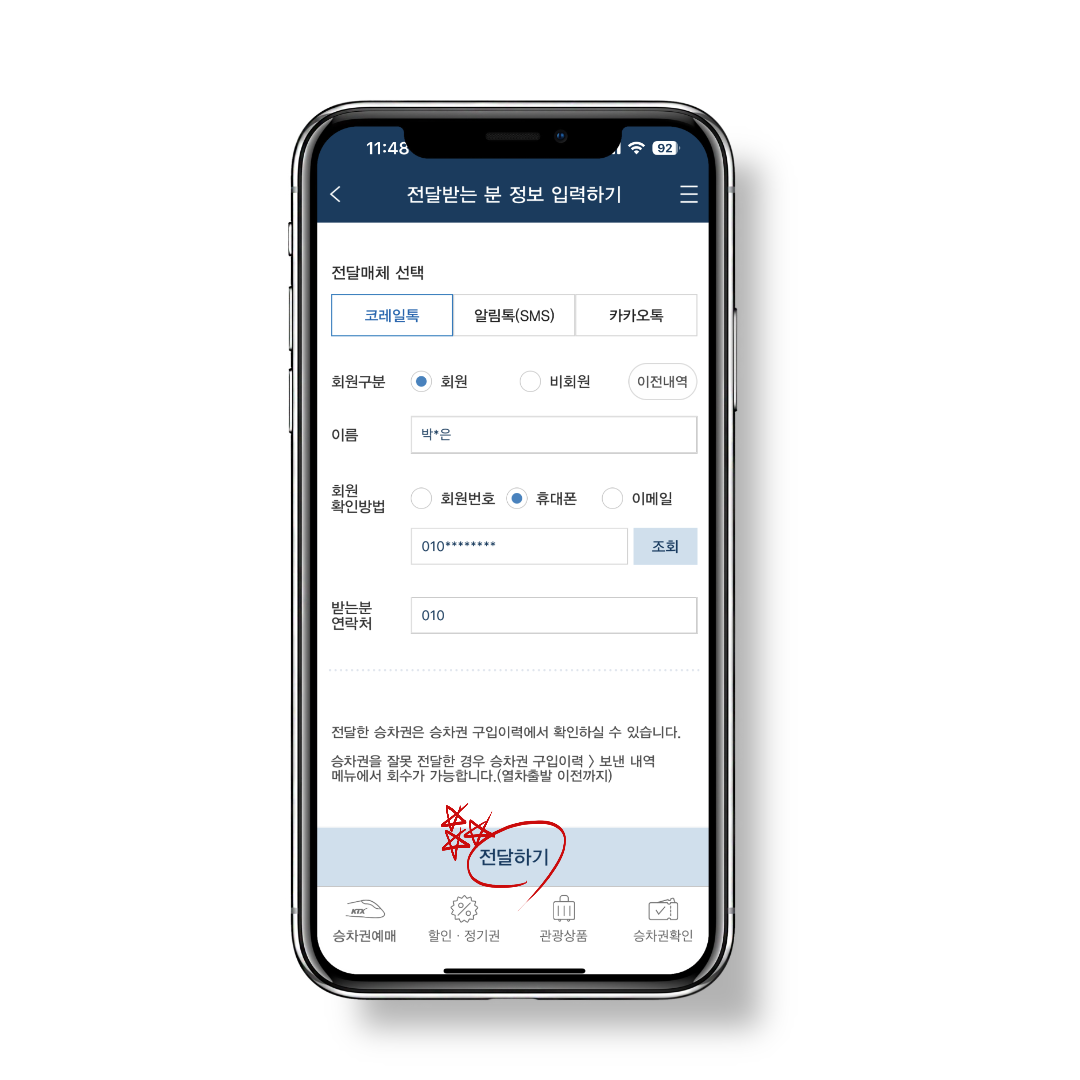 11:48
92
전달받는 분 정보 입력하기
전달매체 선택
코레일톡 알림톡(SMS) 카카오톡
회원구분 회원 비회원 이전내역
이름 박*은
회원
확인방법 회원번호 휴대폰 이메일
010******** 조회
받는분
연락처 010
전달한 승차권은 승차권 구입이력에서 확인하실 수 있습니다.
승차권을 잘못 전달한 경우 승차권 구입이력 > 보낸 내역
메뉴에서 회수가 가능합니다.(열차출발 이전까지)
전달하기
KTX
승차권예매 할인 · 정기권 관광상품 승차권확인